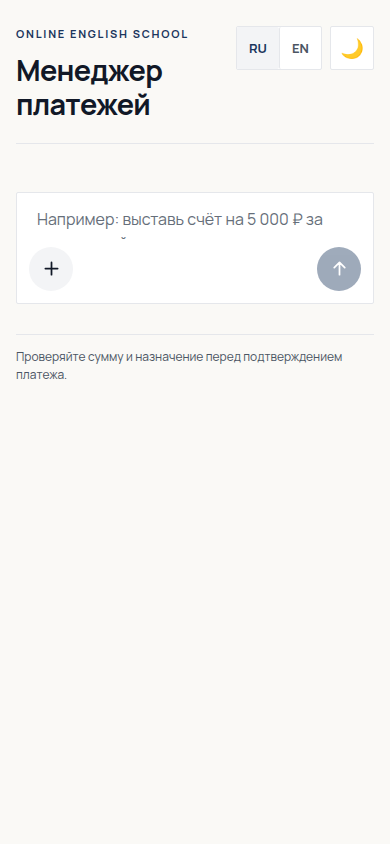 ONLINE ENGLISH SCHOOL
RU
EN
Менеджер
платежей
Например: выставь счёт на 5 000 ₽ за
Проверяйте сумму и назначение перед подтверждением
платежа.